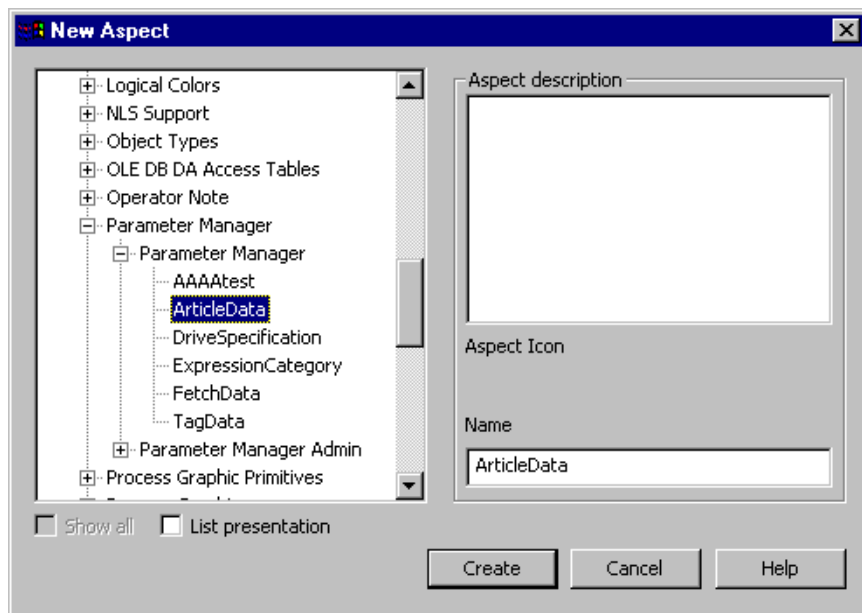 New Aspect
Logical Colors
NLS Support
Object Types
OLE DB DA Access Tables
Operator Note
Parameter Manager
Parameter Manager
AAAAtest
ArticleData
DriveSpecification
ExpressionCategory
FetchData
TagData
Parameter Manager Admin
Process Graphic Primitives
Show all
List presentation
Aspect description
Aspect Icon
Name
ArticleData
Create
Cancel
Help